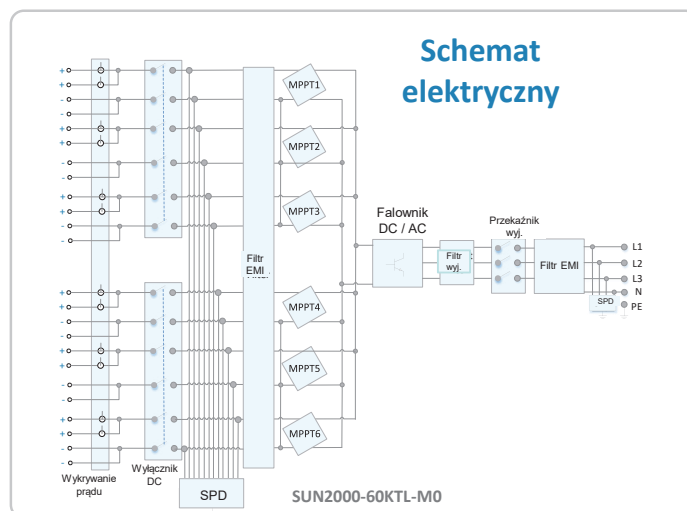 Schemat
elektryczny
MPPT1
MPPT2
MPPT3
MPPT4
MPPT5
MPPT6
Filtr
EMI
Falownik
DC / AC
Filtr
wyj.
Przekaźnik
wyj.
Filtr EMI
L1
L2
L3
N
PE
SPD
Wykrywanie
prądu
Wyłącznik
DC
SPD
SUN2000-60KTL-M0